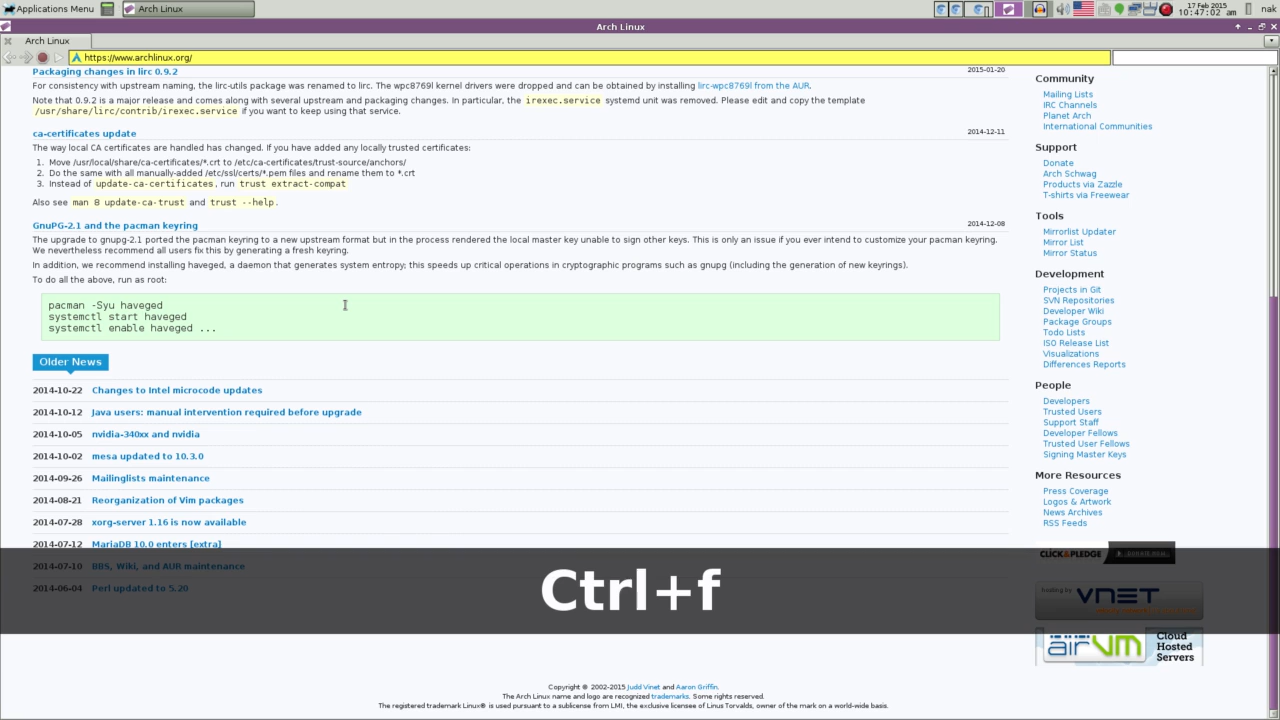 Applications Menu
Arch Linux
17 Feb 2015
10:47:02 am
nak
Arch Linux
Arch Linux
https://www.archlinux.org/
Packaging changes in lirc 0.9.2
2015-01-20
For consistency with upstream naming, the lirc-utils package was renamed to lirc. The wpc8769l kernel drivers were dropped and can be obtained by installing lirc-wpc8769l from the AUR.
Note that 0.9.2 is a major release and comes along with several upstream and packaging changes. In particular, the irexec.service systemd unit was removed. Please edit and copy the template
/usr/share/lirc/contrib/irexec.service if you want to keep using that service.
ca-certificates update
2014-12-11
The way local CA certificates are handled has changed. If you have added any locally trusted certificates:
1. Move /usr/local/share/ca-certificates/*.crt to /etc/ca-certificates/trust-source/anchors/
2. Do the same with all manually-added /etc/ssl/certs/*.pem files and rename them to *.crt
3. Instead of update-ca-certificates, run trust extract-compat
Also see man 8 update-ca-trust and trust --help.
GnuPG-2.1 and the pacman keyring
2014-12-08
The upgrade to gnupg-2.1 ported the pacman keyring to a new upstream format but in the process rendered the local master key unable to sign other keys. This is only an issue if you ever intend to customize your pacman keyring.
We nevertheless recommend all users fix this by generating a fresh keyring.
In addition, we recommend installing haveged, a daemon that generates system entropy; this speeds up critical operations in cryptographic programs such as gnupg (including the generation of new keyrings).
To do all the above, run as root:
pacman -Syu haveged
systemctl start haveged
systemctl enable haveged ...
Older News
2014-10-22 Changes to Intel microcode updates
2014-10-12 Java users: manual intervention required before upgrade
2014-10-05 nvidia-340xx and nvidia
2014-10-02 mesa updated to 10.3.0
2014-09-26 Mailinglists maintenance
2014-08-21 Reorganization of Vim packages
2014-07-28 xorg-server 1.16 is now available
2014-07-12 MariaDB 10.0 enters [extra]
2014-07-10 BBS, Wiki, and AUR maintenance
2014-06-04 Perl updated to 5.20
Ctrl+f
Community
Mailing Lists
IRC Channels
Planet Arch
International Communities
Support
Donate
Arch Schwag
Products via Zazzle
T-shirts via Freewear
Tools
Mirrorlist Updater
Mirror List
Mirror Status
Development
Projects in Git
SVN Repositories
Developer Wiki
Package Groups
Todo Lists
ISO Release List
Visualizations
Differences Reports
People
Developers
Trusted Users
Support Staff
Developer Fellows
Trusted User Fellows
Signing Master Keys
More Resources
Press Coverage
Logos & Artwork
News Archives
RSS Feeds
CLICK&PLEDGE
hosting by
VNET
airVM
Cloud
Hosted
Servers
Copyright © 2002-2015 Judd Vinet and Aaron Griffin.
The Arch Linux name and logo are recognized trademarks. Some rights reserved.
The registered trademark Linux® is used pursuant to a sublicense from LMI, the exclusive licensee of Linus Torvalds, owner of the mark on a world-wide basis.